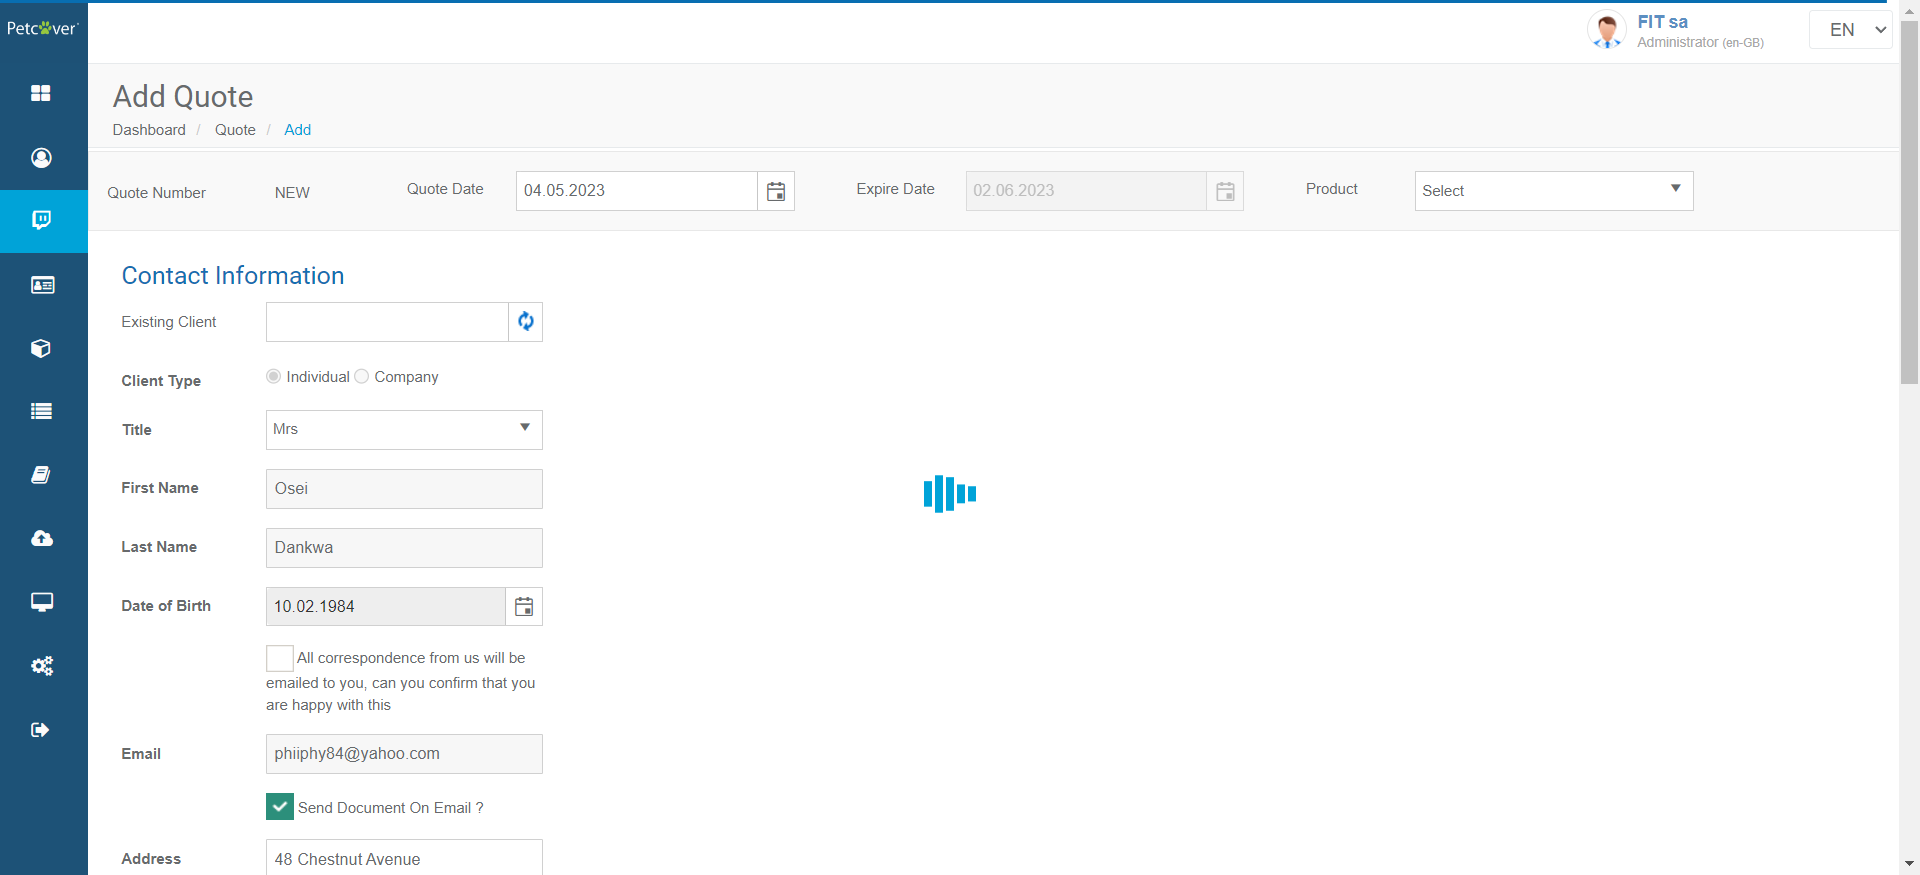 Petcover
FIT sa
Administrator (en-GB)
EN
Add Quote
Dashboard / Quote / Add
Quote Number NEW Quote Date 04.05.2023 Expire Date 02.06.2023 Product Select
Contact Information
Existing Client
Client Type Individual Company
Title Mrs
First Name Osei
Last Name Dankwa
Date of Birth 10.02.1984
All correspondence from us will be
emailed to you, can you confirm that you
are happy with this
Email phiiphy84@yahoo.com
Send Document On Email ?
Address 48 Chestnut Avenue